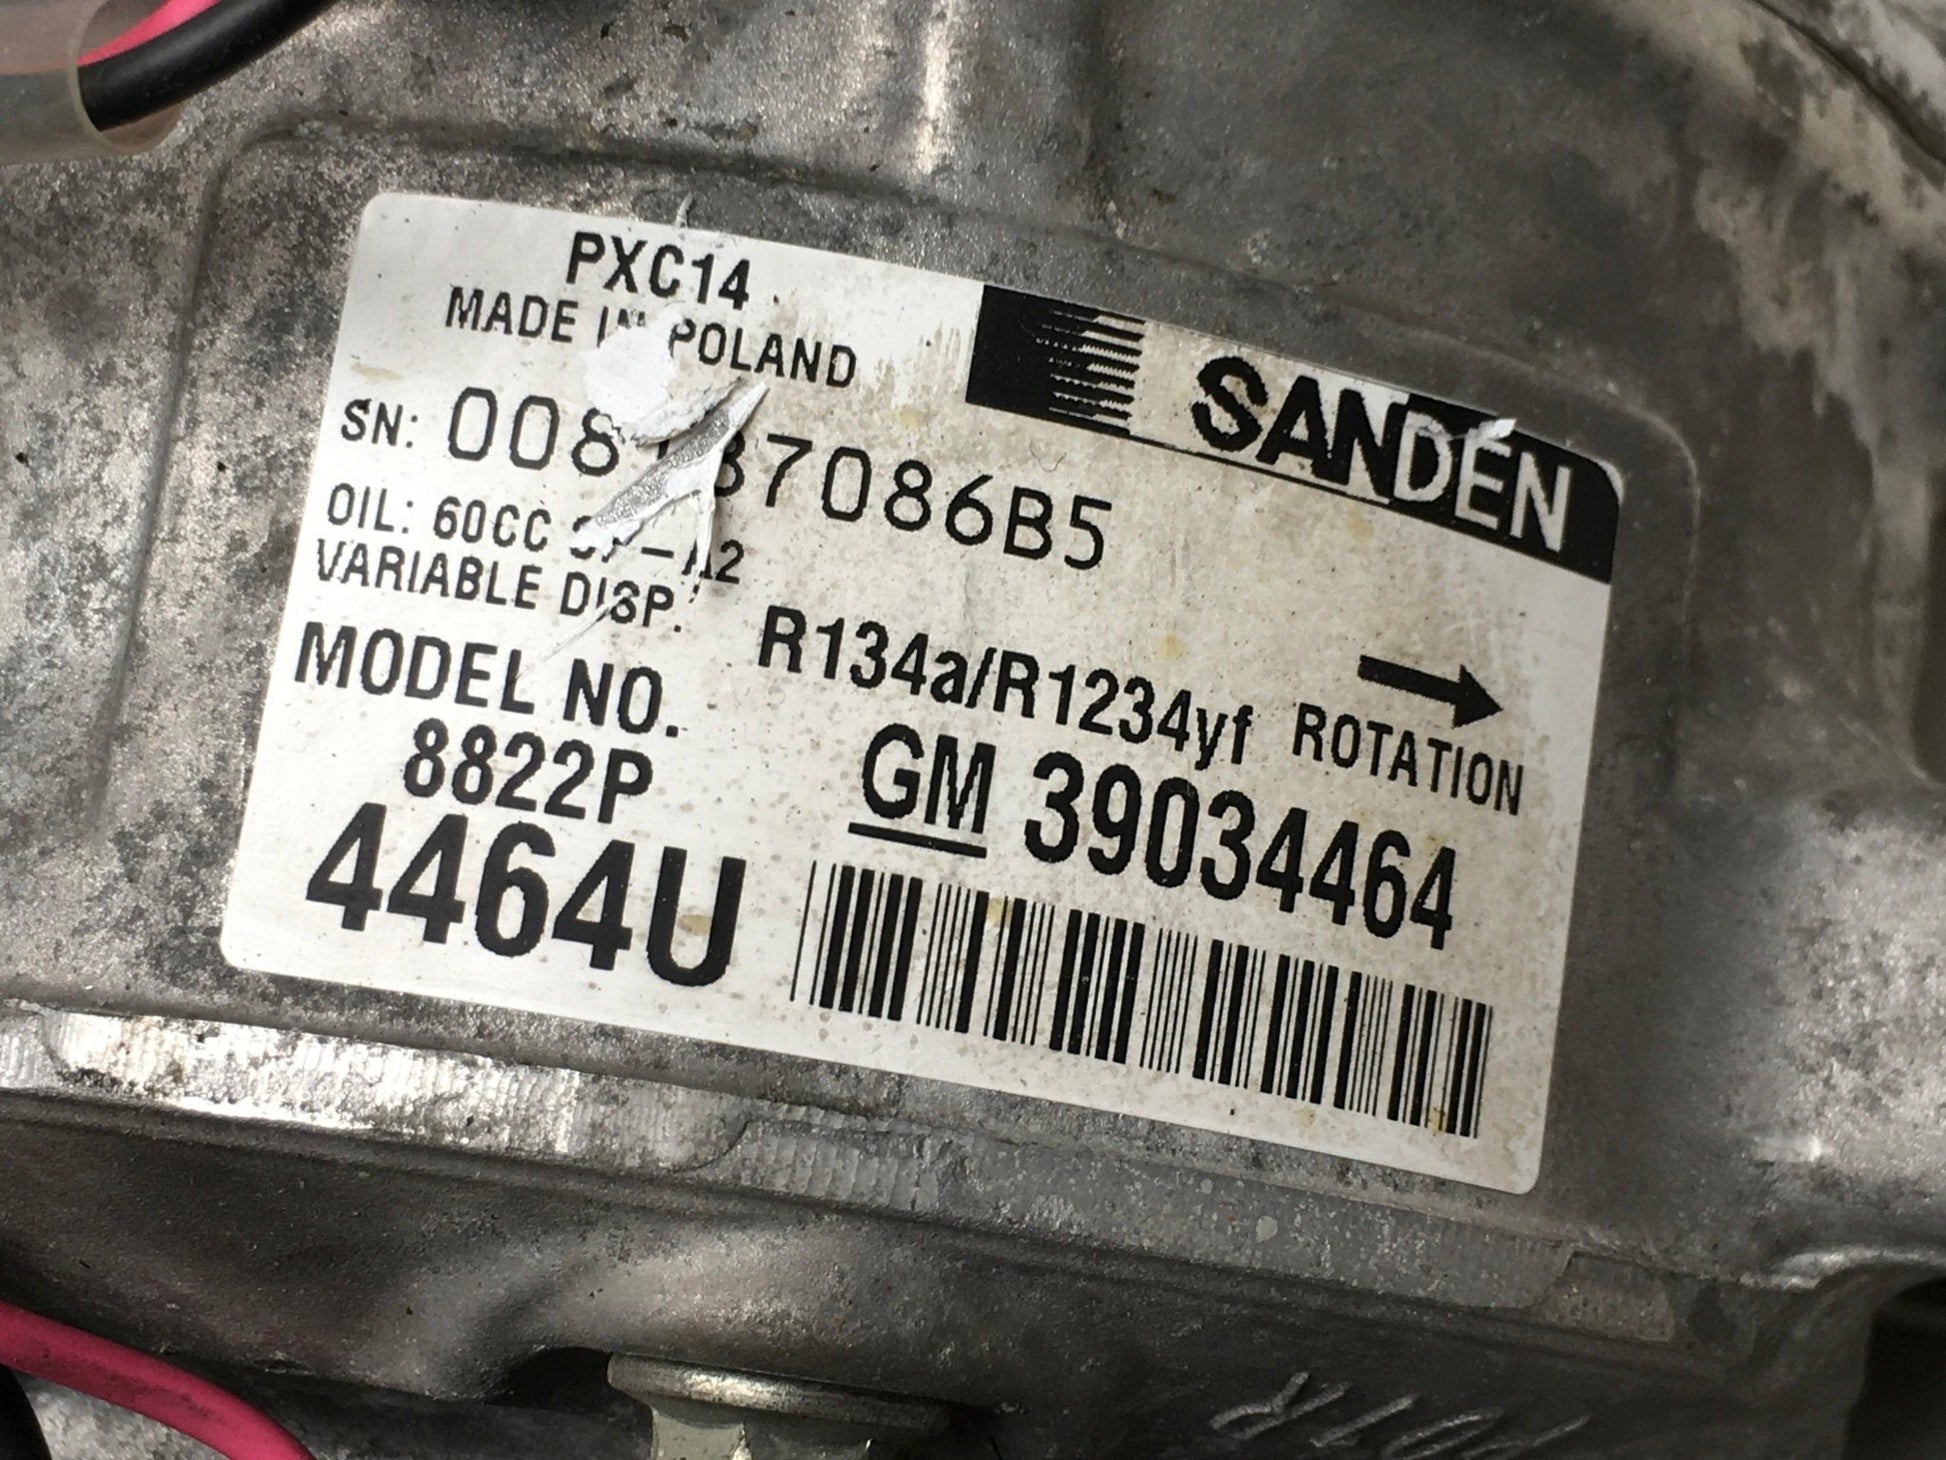 PXC14
MADE IN POLAND
SANDEN
SN:
OIL: 60CC
VARIABLE DISP.
R134a/R1234yf
ROTATION
MODEL NO.
8822P
GM 39034464
4464U